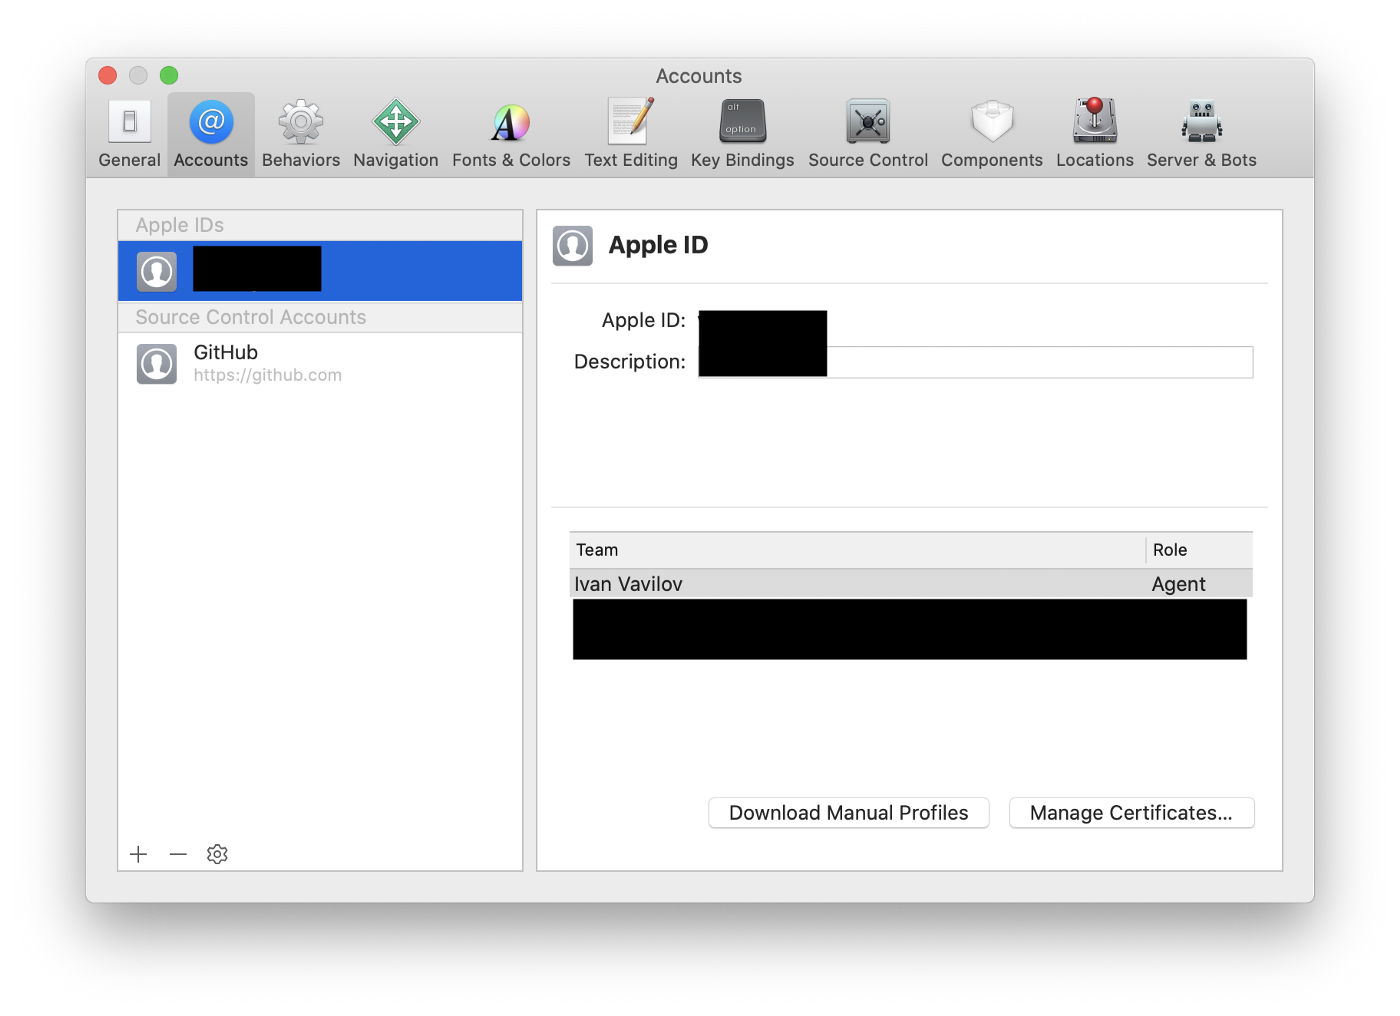 Accounts
General Accounts Behaviors Navigation Fonts & Colors Text Editing alt option Key Bindings Source Control Components Locations Server & Bots
Apple IDs
Source Control Accounts
GitHub
https://github.com
Apple ID
Apple ID:
Description:
Team Role
Ivan Vavilov Agent
Download Manual Profiles Manage Certificates...